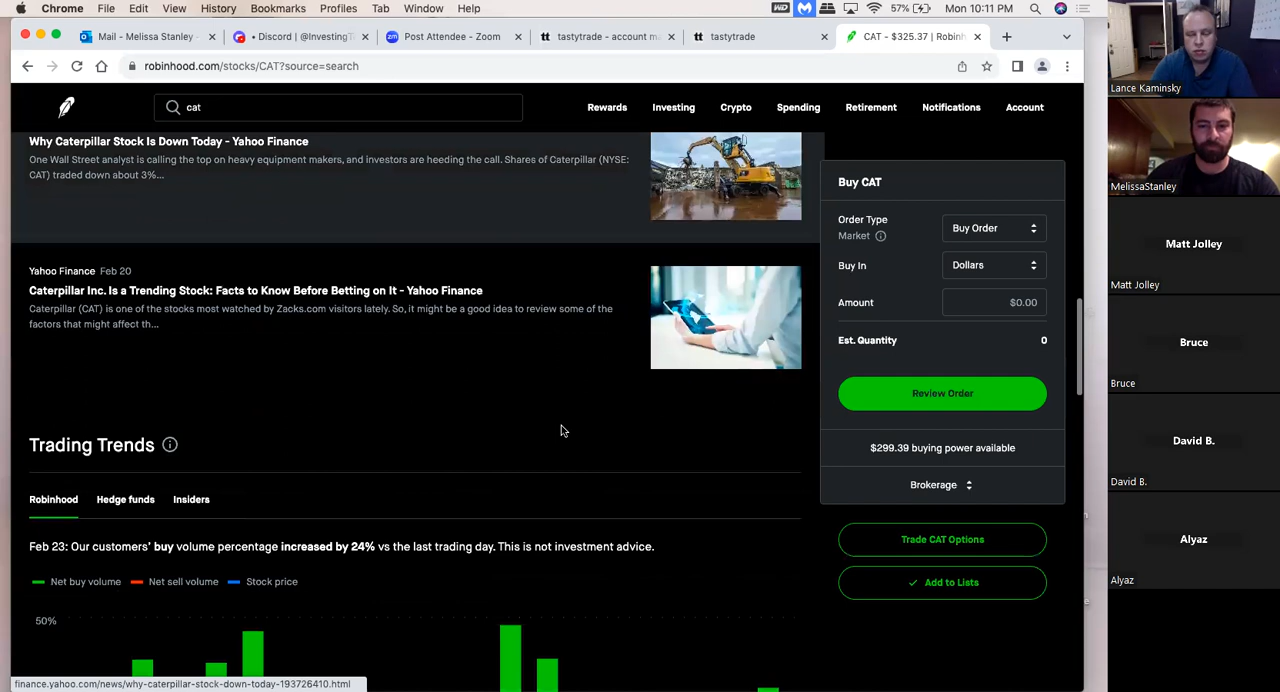 Chrome File Edit View History Bookmarks Profiles Tab Window Help
57% Mon 10:11 PM
Mail - Melissa Stanley - × Discord | @Investing × Post Attendee - Zoom × tastytrade - account ma × tastytrade × CAT - $325.37 | Robinh × +
robinhood.com/stocks/CAT?source=search
cat
Rewards Investing Crypto Spending Retirement Notifications Account
Why Caterpillar Stock Is Down Today - Yahoo Finance
One Wall Street analyst is calling the top on heavy equipment makers, and investors are heeding the call. Shares of Caterpillar (NYSE:
CAT) traded down about 3%...
Yahoo Finance Feb 20
Caterpillar Inc. Is a Trending Stock: Facts to Know Before Betting on It - Yahoo Finance
Caterpillar (CAT) is one of the stocks most watched by Zacks.com visitors lately. So, it might be a good idea to review some of the
factors that might affect th...
Trading Trends
Robinhood Hedge funds Insiders
Feb 23: Our customers' buy volume percentage increased by 24% vs the last trading day. This is not investment advice.
Net buy volume Net sell volume Stock price
50%
finance.yahoo.com/news/why-caterpillar-stock-down-today-193726410.html
Buy CAT
Order Type
Market
Buy Order
Buy In Dollars
Amount $0.00
Est. Quantity 0
Review Order
$299.39 buying power available
Brokerage
Trade CAT Options
Add to Lists
Lance Kaminsky
MelissaStanley
Matt Jolley
Matt Jolley
Bruce
Bruce
David B.
David B.
Alyaz
Alyaz